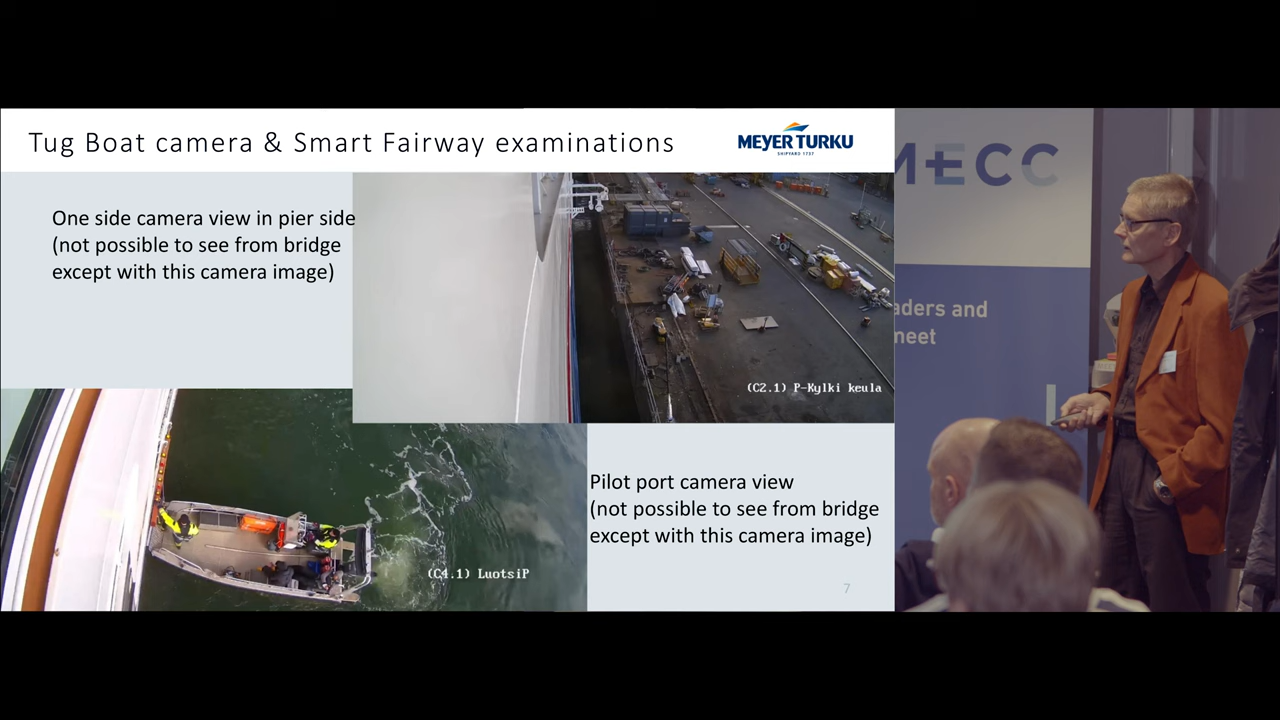 Tug Boat camera & Smart Fairway examinations
MEYER TURKU
SHIPYARD 1737
One side camera view in pier side
(not possible to see from bridge
except with this camera image)
(C2.1) P-Kylki keula
(C4.1) LuotsiP
Pilot port camera view
(not possible to see from bridge
except with this camera image)
7
MECC
aders and
meet